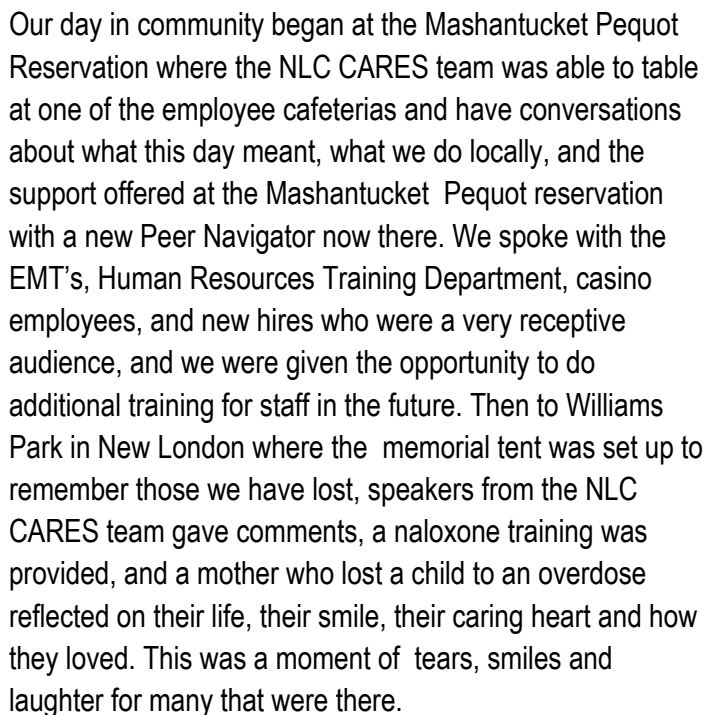 Our day in community began at the Mashantucket Pequot
Reservation where the NLC CARES team was able to table
at one of the employee cafeterias and have conversations
about what this day meant, what we do locally, and the
support offered at the Mashantucket  Pequot reservation
with a new Peer Navigator now there. We spoke with the
EMT's, Human Resources Training Department, casino
employees, and new hires who were a very receptive
audience, and we were given the opportunity to do
additional training for staff in the future. Then to Williams
Park in New London where the  memorial tent was set up to
remember those we have lost, speakers from the NLC
CARES team gave comments, a naloxone training was
provided, and a mother who lost a child to an overdose
reflected on their life, their smile, their caring heart and how
they loved. This was a moment of  tears, smiles and
laughter for many that were there.